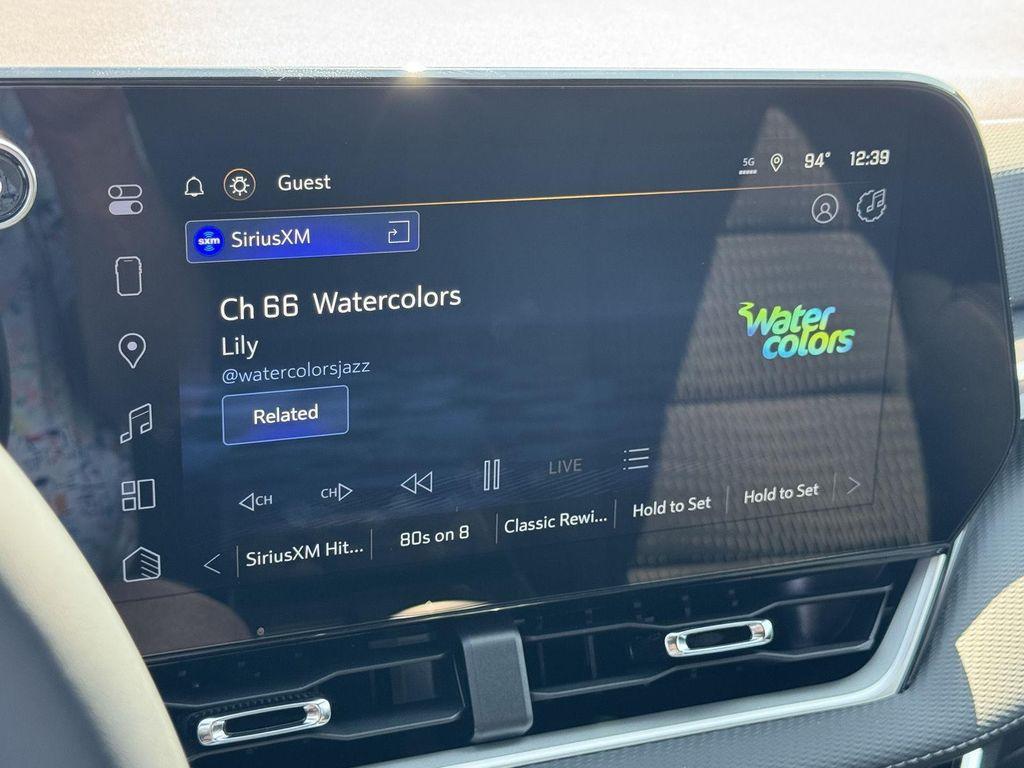 Guest
5G 94° 12:39
sxm SiriusXM
Ch 66 Watercolors
Lily
@watercolorsjazz
Related
Water
colors
CH CH LIVE
SiriusXM Hit... 80s on 8 Classic Rewi... Hold to Set Hold to Set